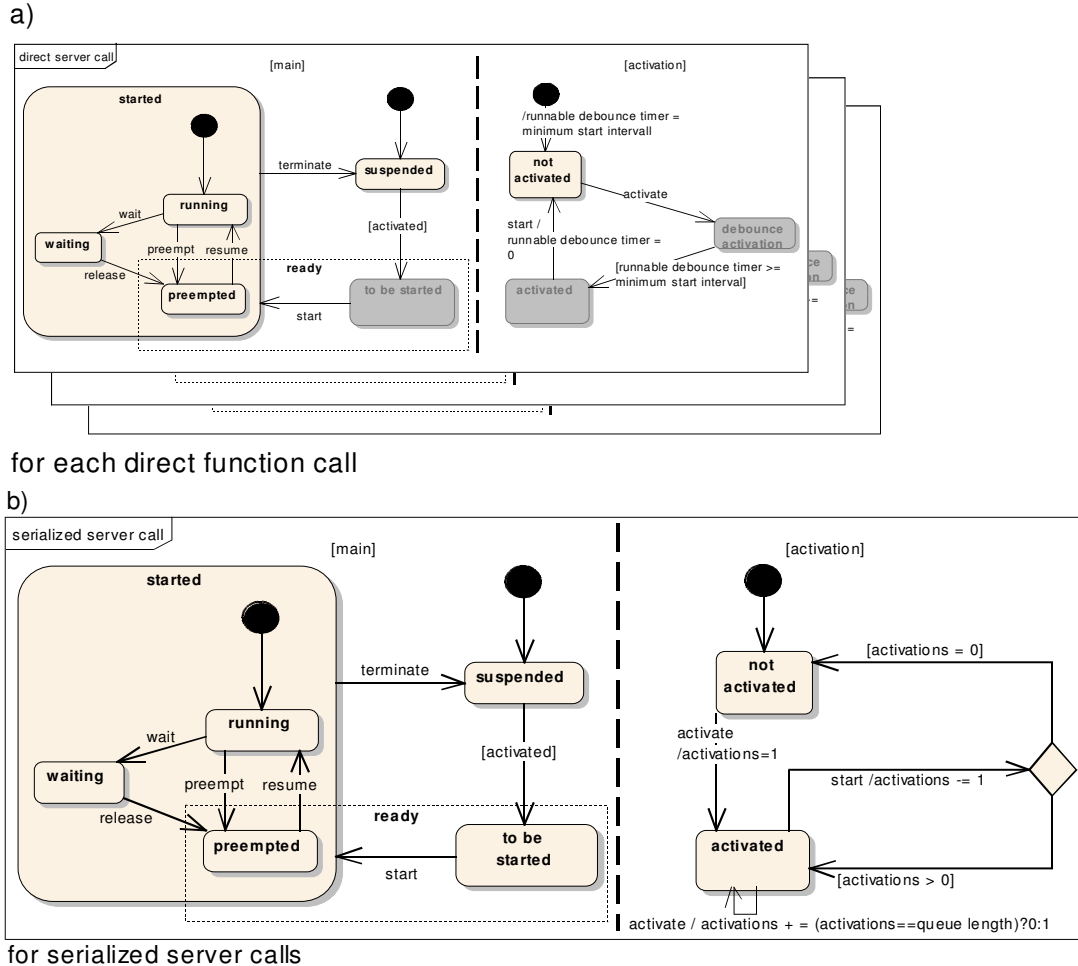 a)
direct server call
[main]
[activation]
started
/runnable debounce timer =
minimum start intervall
terminate
suspended
not
activated
running
activate
wait
waiting
[activated]
start /
runnable debounce timer =
0
debounce
activation
preempt
resume
release
ready
[runnable debounce timer >=
minimum start interval]
preempted
to be started
activated
start
ce
on
=
ce
on
=
for each direct function call
b)
serialized server call
[main]
[activation]
started
[activations = 0]
terminate
suspended
not
activated
running
wait
[activated]
activate
/activations=1
waiting
preempt
resume
start /activations -= 1
release
ready
preempted
to be
started
activated
start
[activations > 0]
activate / activations + = (activations==queue length)?0:1
for serialized server calls